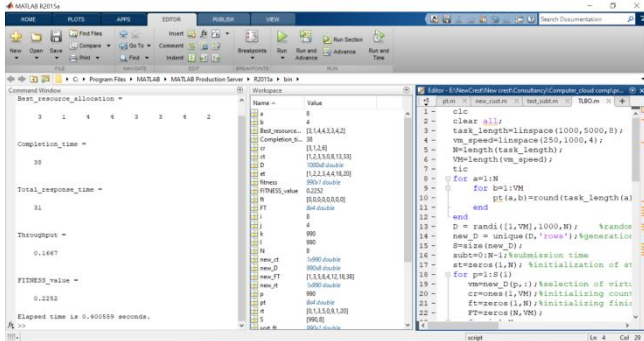 MATLAB R2015a
HOME PLOTS APPS EDITOR PUBLISH VIEW
Search Documentation
New Open Save Find Files Compare Print Go To Find Insert Comment Indent Breakpoints Run Run and Advance Run Section Advance Run and Time
FILE NAVIGATE EDIT BREAKPOINTS RUN
C: Program Files MATLAB MATLAB Production Server R2015a bin
Command Window
Best_resource_allocation =
3 1 4 4 3 3 4 2
Completion_time =
38
Total_response_time =
31
Throughput =
0.1667
FITNESS_value =
0.2252
Elapsed time is 0.400559 seconds.
>>
Workspace
Name Value
a 8
b 4
Best_resource... [3,1,4,4,3,3,4,2]
Completion_ti... 38
cr [3,1,2,6]
ct [1,2,3,5,0,8,13,33]
D 1000x8 double
et [1,2,2,3,4,4,18,20]
fitness 990x1 double
FITNESS_value 0.2252
ft [0,0,0,0,0,0,0,0]
FT 8x4 double
i 8
j 4
k 990
l 990
N 8
new_ct 1x990 double
new_D 990x8 double
new_FT [1,3,5,8,4,12,18,38]
new_rt 1x990 double
p 990
pt 8x4 double
rt [0,1,3,5,0,9,1,20]
S [990,8]
Editor - E:\NewCrest\New crest\Consultancy\Computer_cloud comp\pr...
pt.m new_cust.m test_subt.m TLBO.m
1 - clc
2 - clear all;
3 - task_length=linspace(1000,5000,8);
4 - vm_speed=linspace(250,1000,4);
5 - N=length(task_length);
6 - VM=length(vm_speed);
7 - tic
8 - for a=1:N
9 - for b=1:VM
10 - pt(a,b)=round(task_length(a)
11 - end
12 - end
13 - D = randi([1,VM],1000,N); %random
14 - new_D = unique(D,'rows');%generation
15 - S=size(new_D);
16 - subt=0:N-1;%submission time
17 - st=zeros(1,N); %initialization of st
18 - for p=1:S(1)
19 - vm=new_D(p,:);%selection of virtu
20 - cr=ones(1,VM);%initializing count
21 - ft=zeros(1,N);%initializing finis
22 - FT=zeros(N,VM);
script Ln 4 Col 29